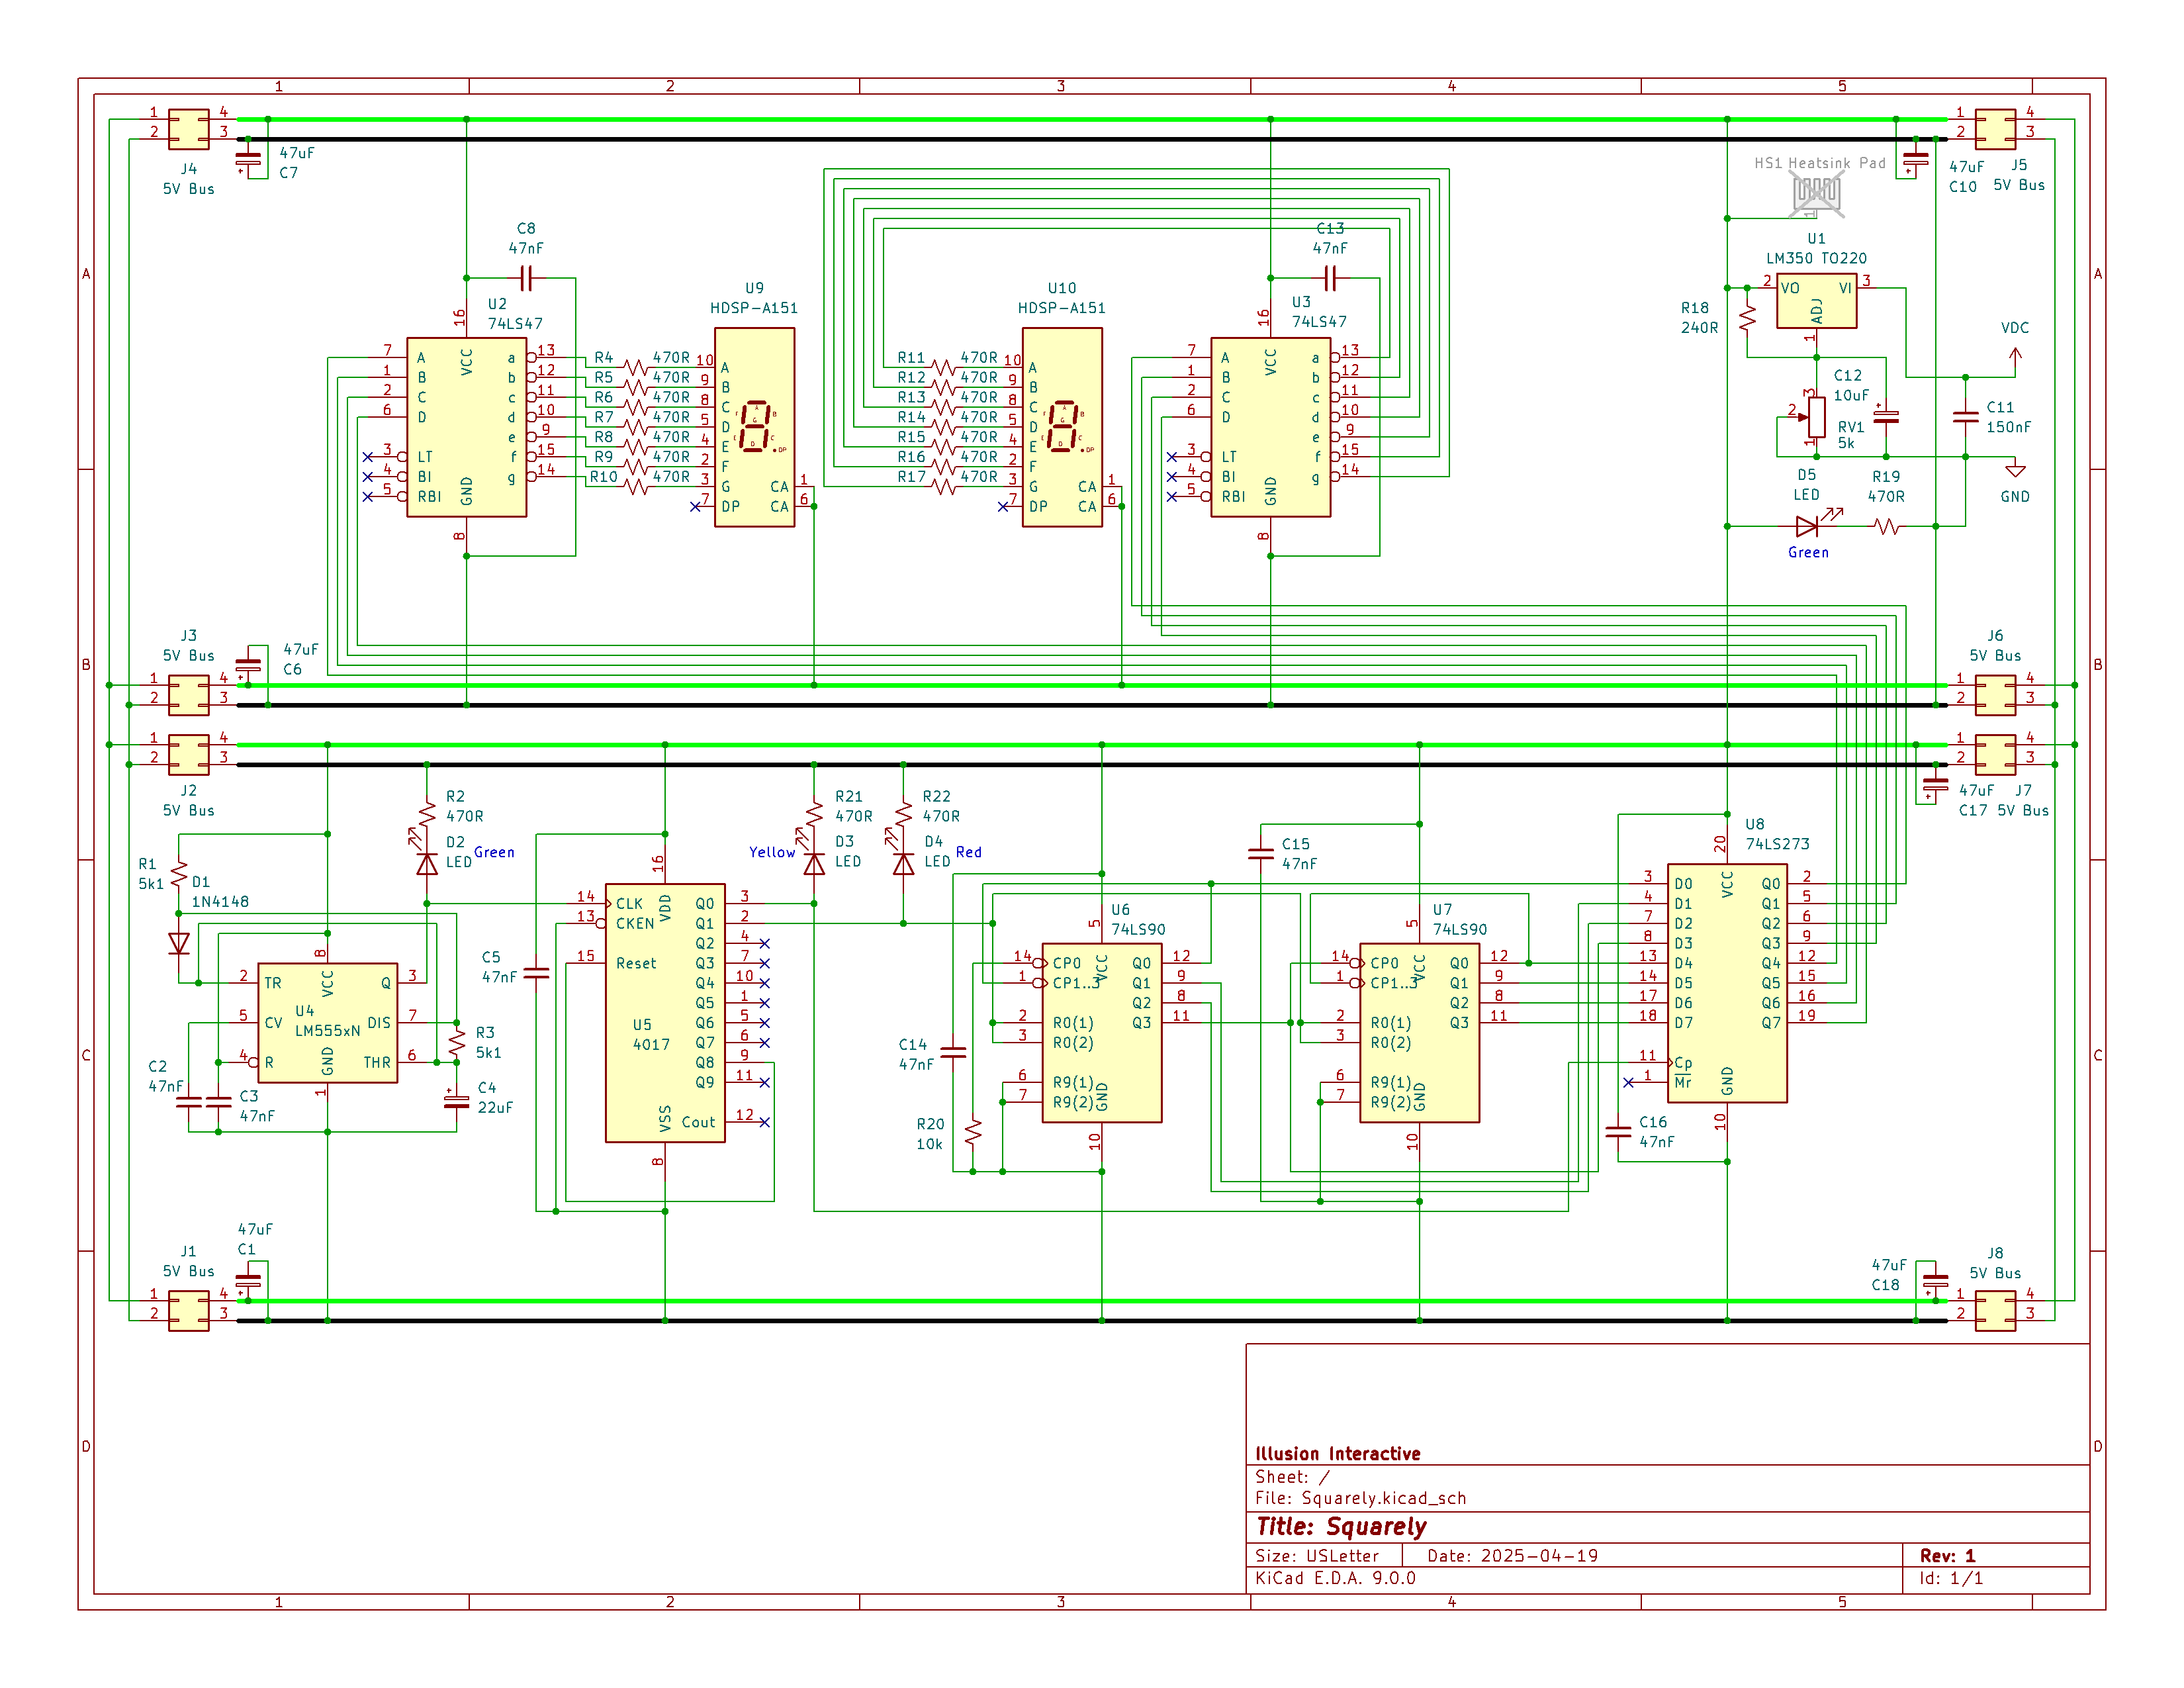 1 2 3 4 5
A B C D
J4
5V Bus
1 4
2 3
47uF
C7
47uF
C10
J5
5V Bus
1 4
2 3
HS1 Heatsink Pad
1
U1
LM350 TO220
2 VO VI 3
ADJ
1
R18
240R
VDC
C12
10uF
3
2
1
RV1
5k
C11
150nF
D5
LED
Green
R19
470R
GND
C8
47nF
U2
74LS47
16
VCC
7 A a 13
1 B b 12
2 C c 11
6 D d 10
e 9
3 LT f 15
4 BI g 14
5 RBI
GND
8
R4 470R
R5 470R
R6 470R
R7 470R
R8 470R
R9 470R
R10 470R
U9
HDSP-A151
10 A
9 B
8 C
5 D
4 E
2 F
3 G CA 1
7 DP CA 6
A
F B
G
E C
D
DP
R11 470R
R12 470R
R13 470R
R14 470R
R15 470R
R16 470R
R17 470R
U10
HDSP-A151
10 A
9 B
8 C
5 D
4 E
2 F
3 G CA 1
7 DP CA 6
A
F B
G
E C
D
DP
C13
47nF
U3
74LS47
16
VCC
7 A a 13
1 B b 12
2 C c 11
6 D d 10
e 9
3 LT f 15
4 BI g 14
5 RBI
GND
8
J3
5V Bus
1 4
2 3
47uF
C6
J6
5V Bus
1 4
2 3
J2
5V Bus
1 4
2 3
47uF
C17
J7
5V Bus
1 4
2 3
R1
5k1
D1
1N4148
R2
470R
D2
LED
Green
U4
LM555xN
8
VCC
2 TR Q 3
5 CV DIS 7
4 R THR 6
GND
1
C2
47nF
C3
47nF
R3
5k1
C4
22uF
C5
47nF
U5
4017
16
VDD
14 CLK Q0 3
13 CKEN Q1 2
Q2 4
15 Reset Q3 7
Q4 10
Q5 1
Q6 5
Q7 6
Q8 9
Q9 11
Cout 12
VSS
8
R21
470R
D3
LED
Yellow
R22
470R
D4
LED
Red
C14
47nF
R20
10k
U6
74LS90
5
VCC
14 CP0 Q0 12
1 CP1..3 Q1 9
Q2 8
2 R0(1) Q3 11
3 R0(2)
6 R9(1)
7 R9(2)
GND
10
C15
47nF
U7
74LS90
5
VCC
14 CP0 Q0 12
1 CP1..3 Q1 9
Q2 8
2 R0(1) Q3 11
3 R0(2)
6 R9(1)
7 R9(2)
GND
10
C16
47nF
U8
74LS273
20
VCC
3 D0 Q0 2
4 D1 Q1 5
7 D2 Q2 6
8 D3 Q3 9
13 D4 Q4 12
14 D5 Q5 15
17 D6 Q6 16
18 D7 Q7 19
11 Cp
1 Mr
GND
10
47uF
C1
J1
5V Bus
1 4
2 3
47uF
C18
J8
5V Bus
1 4
2 3
Illusion Interactive
Sheet: /
File: Squarely.kicad_sch
Title: Squarely
Size: USLetter Date: 2025-04-19 Rev: 1
KiCad E.D.A. 9.0.0 Id: 1/1
A B C D
1 2 3 4 5